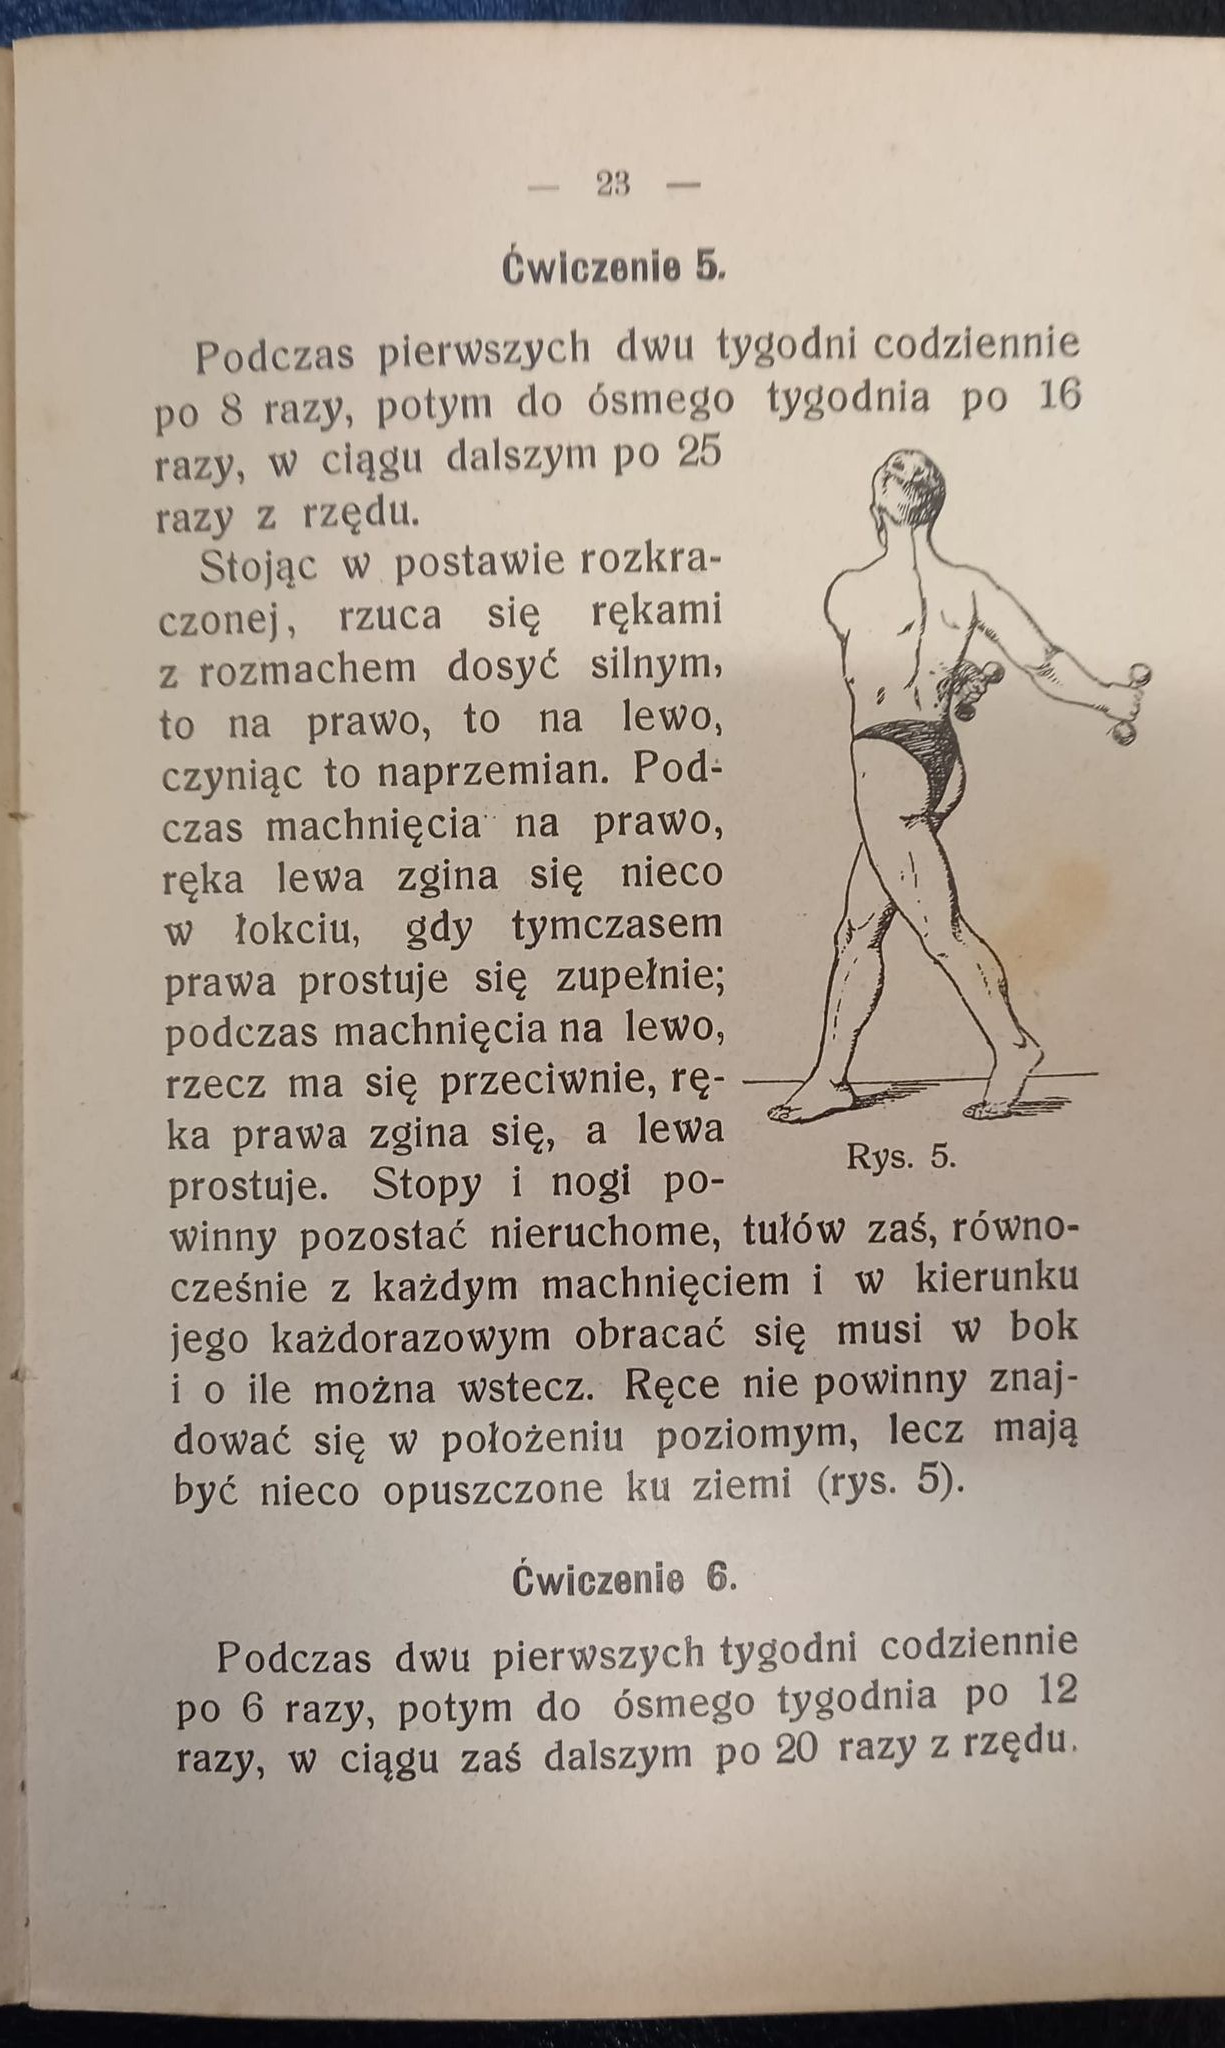 — 23 —
Ćwiczenie 5.
Podczas pierwszych dwu tygodni codziennie
po 8 razy, potym do ósmego tygodnia po 16
razy, w ciągu dalszym po 25
razy z rzędu.
Stojąc w postawie rozkra-
czonej, rzuca się rękami
z rozmachem dosyć silnym,
to na prawo, to na lewo,
czyniąc to naprzemian. Pod-
czas machnięcia na prawo,
ręka lewa zgina się nieco
w łokciu, gdy tymczasem
prawa prostuje się zupełnie;
podczas machnięcia na lewo,
rzecz ma się przeciwnie, rę-
ka prawa zgina się, a lewa
prostuje. Stopy i nogi po-
winny pozostać nieruchome, tułów zaś, równo-
cześnie z każdym machnięciem i w kierunku
jego każdorazowym obracać się musi w bok
i o ile można wstecz. Ręce nie powinny znaj-
dować się w położeniu poziomym, lecz mają
być nieco opuszczone ku ziemi (rys. 5).
Rys. 5.
Ćwiczenie 6.
Podczas dwu pierwszych tygodni codziennie
po 6 razy, potym do ósmego tygodnia po 12
razy, w ciągu zaś dalszym po 20 razy z rzędu.